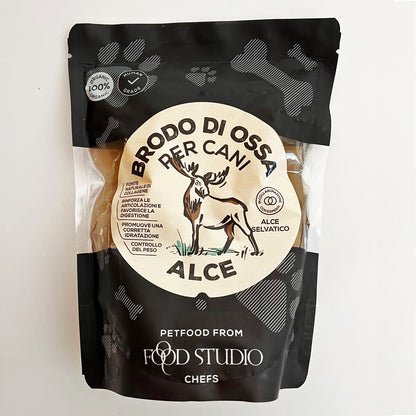 ORGANIC
100%
ORGANIC
HUMAN
GRADE
BRODO DI OSSA
PER CANI
FONTE
NATURALE DI
COLLAGENE
RINFORZA LE
ARTICOLAZIONI E
FAVORISCE LA
DIGESTIONE
PROMUOVE UNA
CORRETTA
IDRATAZIONE
CONTROLLO
DEL PESO
ALCE
SELVATICO
ALCE
PETFOOD FROM
FOOD STUDIO
CHEFS